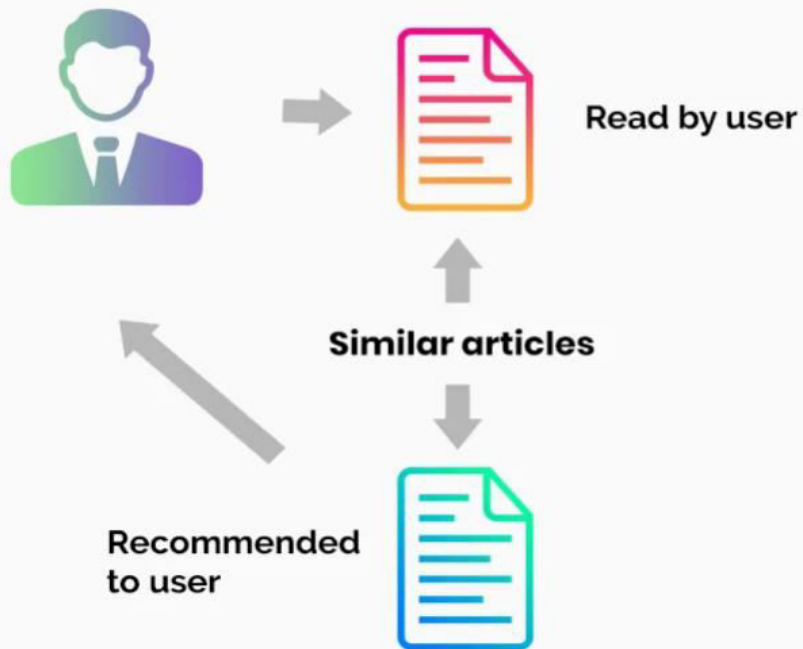 Read by user
Similar articles
Recommended
to user